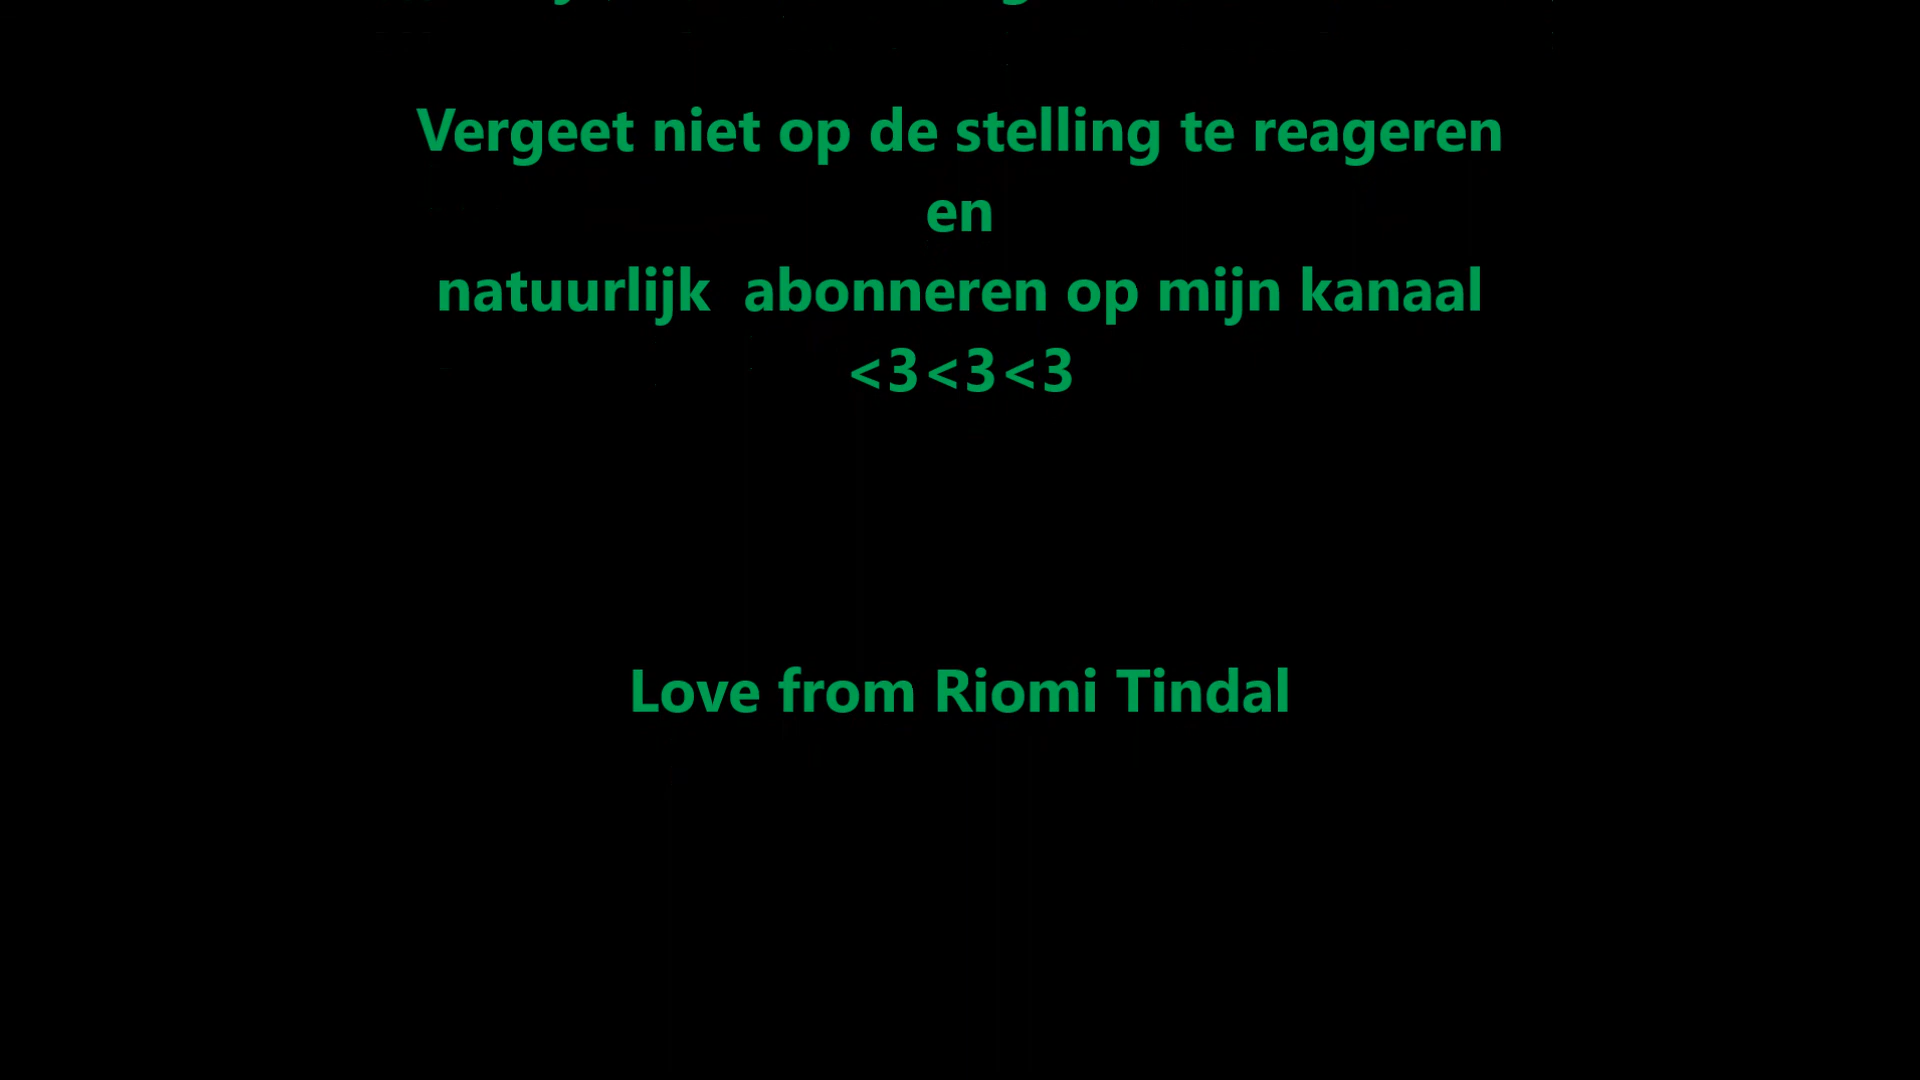 Vergeet niet op de stelling te reageren
en
natuurlijk  abonneren op mijn kanaal
<3<3<3
Love from Riomi Tindal